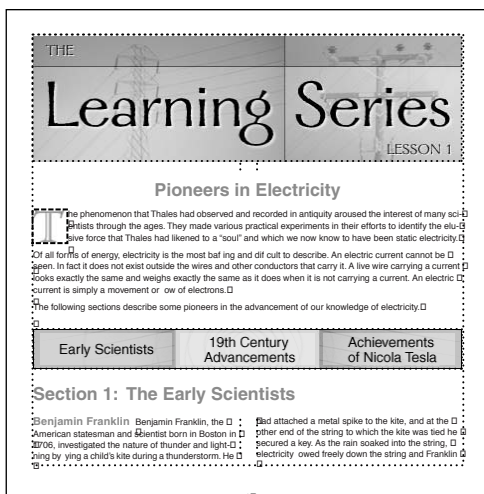 THE
Learning Series
LESSON 1
Pioneers in Electricity
The phenomenon that Thales had observed and recorded in antiquity aroused the interest of many sci-
entists through the ages. They made various practical experiments in their efforts to identify the elu-
sive force that Thales had likened to a “soul” and which we now know to have been static electricity.
Of all forms of energy, electricity is the most baf ing and dif cult to describe. An electric current cannot be
seen. In fact it does not exist outside the wires and other conductors that carry it. A live wire carrying a current
looks exactly the same and weighs exactly the same as it does when it is not carrying a current. An electric
current is simply a movement or ow of electrons.
The following sections describe some pioneers in the advancement of our knowledge of electricity.
Early Scientists
19th Century
Advancements
Achievements
of Nicola Tesla
Section 1: The Early Scientists
Benjamin Franklin Benjamin Franklin, the
American statesman and scientist born in Boston in
1706, investigated the nature of thunder and light-
ning by ying a child's kite during a thunderstorm. He
had attached a metal spike to the kite, and at the
other end of the string to which the kite was tied he
secured a key. As the rain soaked into the string,
electricity owed freely down the string and Franklin